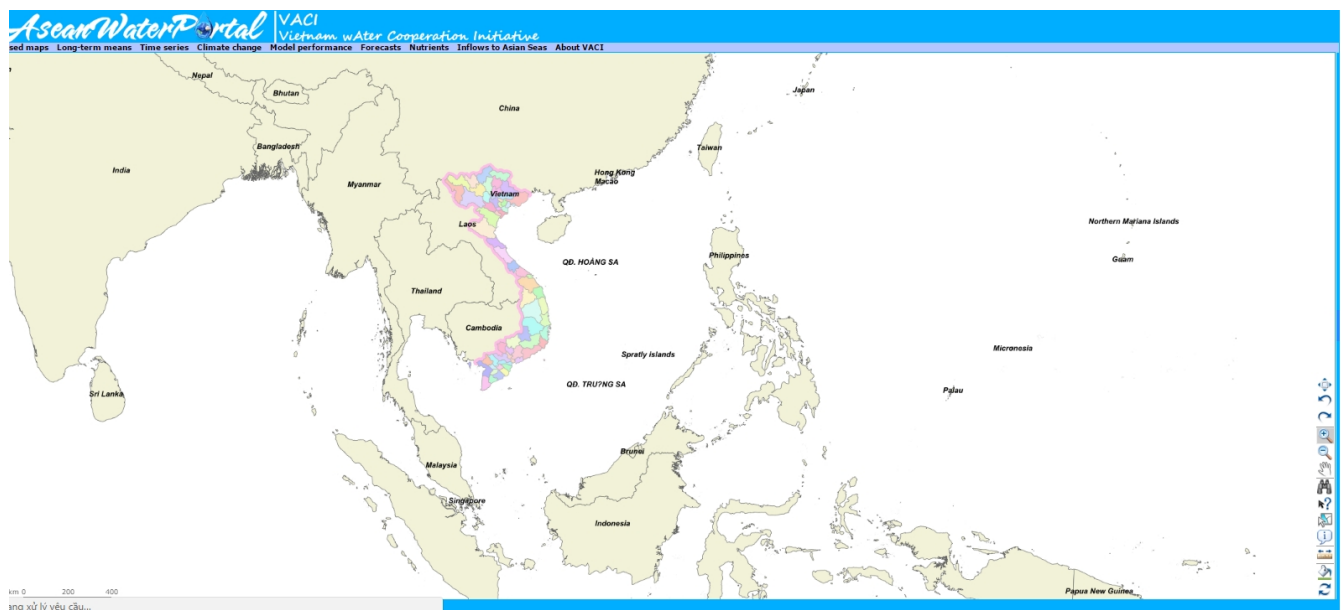 AseanWaterPortal
VACI
Vietnam wAter Cooperation Initiative
sed maps Long-term means Time series Climate change Model performance Forecasts Nutrients Inflows to Asian Seas About VACI
Nepal
Bhutan
China
Japan
Bangladesh
Taiwan
India
Hong Kong
Macao
Myanmar
Vietnam
Laos
Northern Mariana Islands
QĐ. HOÀNG SA
Philippines
Guam
Thailand
Cambodia
Micronesia
Spratly islands
QĐ. TRU?NG SA
Palau
Sri Lanka
Brunei
Malaysia
Singapore
Indonesia
Papua New Guinea
km 0 200 400
ang xử lý yêu cầu...